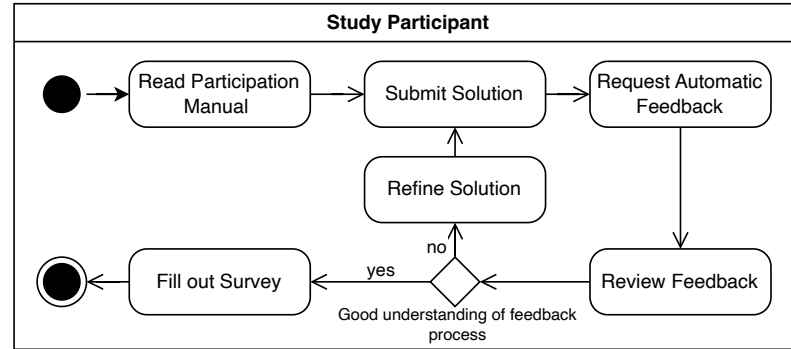 Study Participant
Read Participation
Manual
Submit Solution
Request Automatic
Feedback
Refine Solution
no
Fill out Survey
yes
Review Feedback
Good understanding of feedback
process